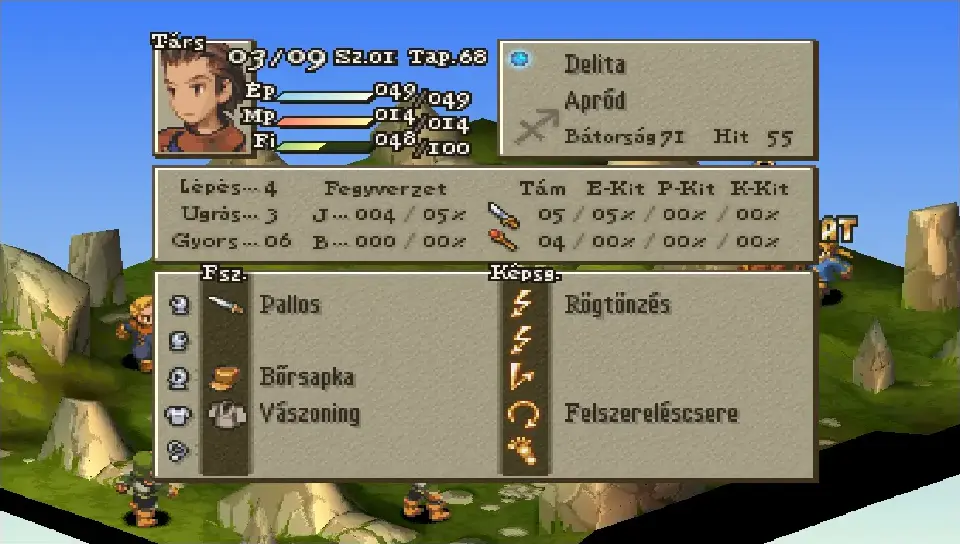 Társ
03/09 Sz.01 Tap.68
Ép 049/049
Mp 014/014
Fi 048/100
Delita
Apród
Bátorság 71 Hit 55
Lépés... 4
Ugrás... 3
Gyors... 06
Fegyverzet
J... 004 / 05%
B... 000 / 00%
Tám E-Kit P-Kit K-Kit
05 / 05% / 00% / 00%
04 / 00% / 00% / 00%
Fsz.
Pallos
Bőrsapka
Vászoning
Képsg.
Rögtönzés
Felszereléscsere
AT